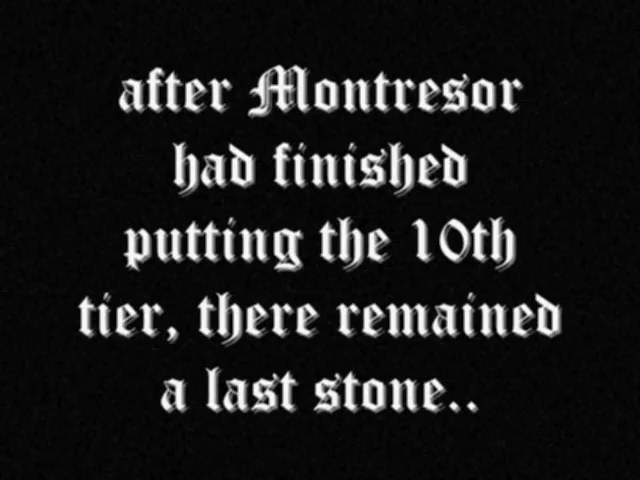 after Montresor
had finished
putting the 10th
tier, there remained
a last stone..